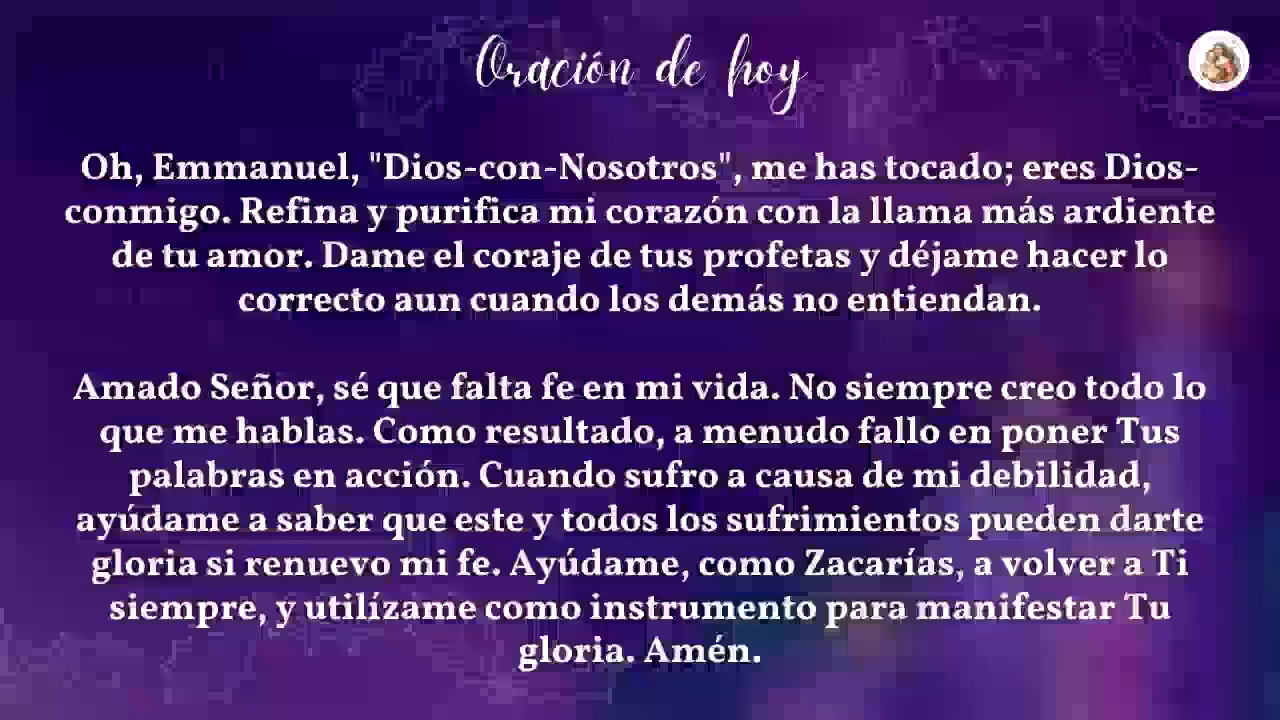 Oración de hoy
Oh, Emmanuel, "Dios-con-Nosotros", me has tocado; eres Dios-
conmigo. Refina y purifica mi corazón con la llama más ardiente
de tu amor. Dame el coraje de tus profetas y déjame hacer lo
correcto aun cuando los demás no entiendan.
Amado Señor, sé que falta fe en mi vida. No siempre creo todo lo
que me hablas. Como resultado, a menudo fallo en poner Tus
palabras en acción. Cuando sufro a causa de mi debilidad,
ayúdame a saber que este y todos los sufrimientos pueden darte
gloria si renuevo mi fe. Ayúdame, como Zacarías, a volver a Ti
siempre, y utilízame como instrumento para manifestar Tu
gloria. Amén.